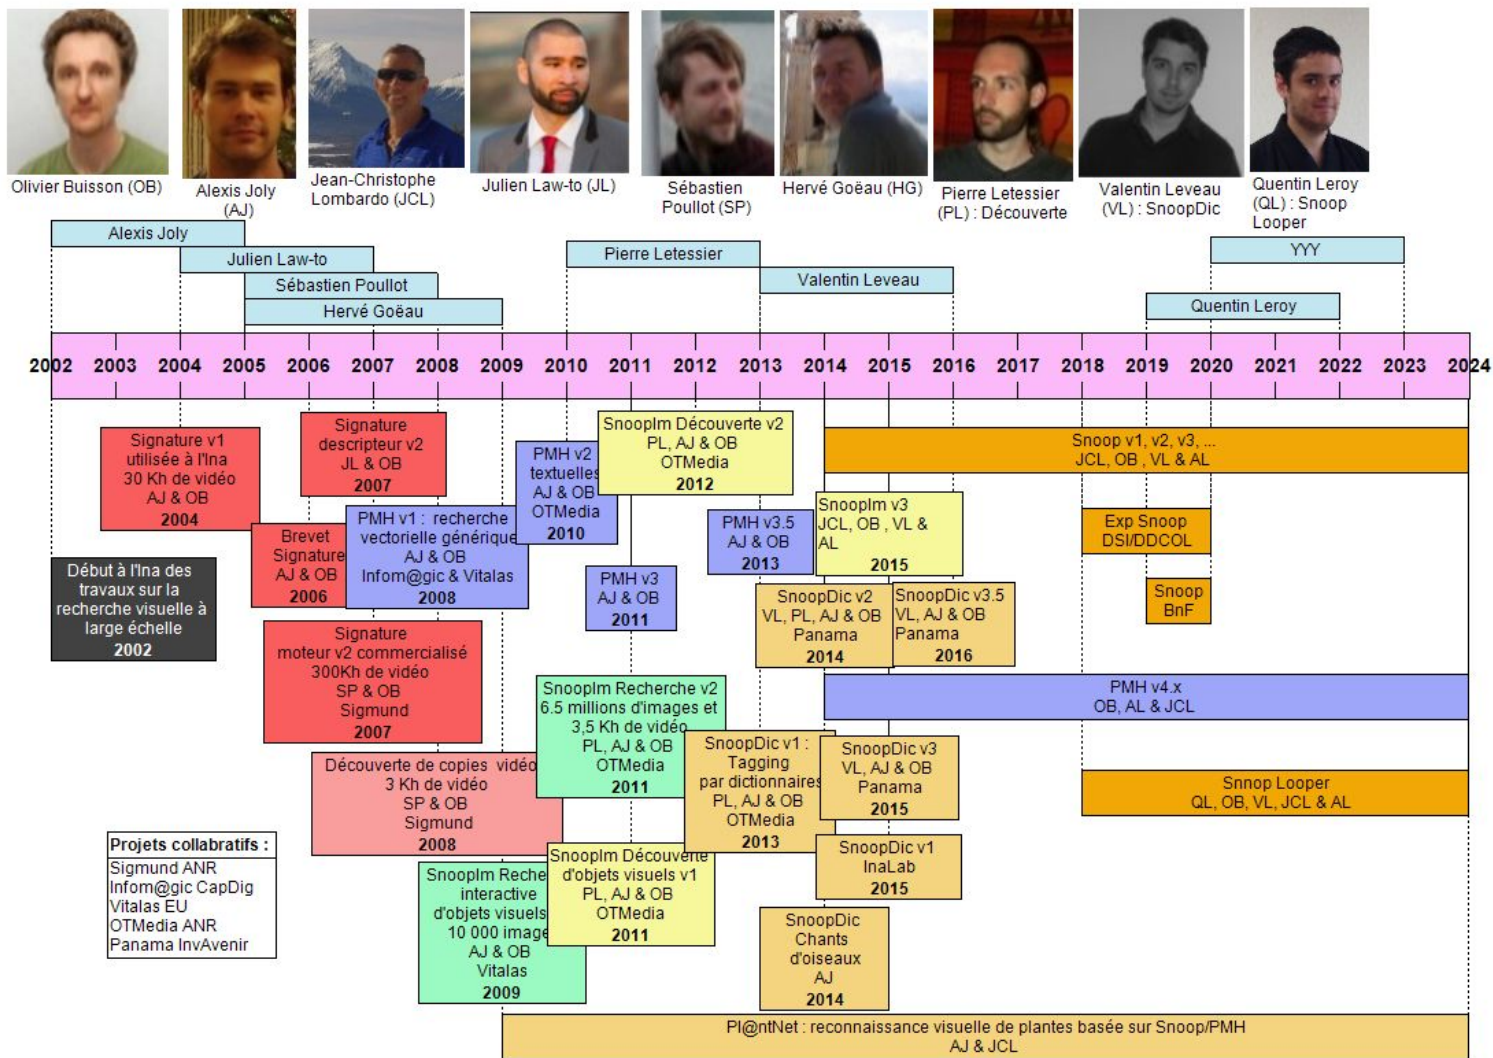 Olivier Buisson (OB)
Alexis Joly
(AJ)
Jean-Christophe
Lombardo (JCL)
Julien Law-to (JL)
Sébastien
Poullot (SP)
Hervé Goëau (HG)
Pierre Letessier
(PL) : Découverte
Valentin Leveau
(VL) : SnoopDic
Quentin Leroy
(QL) : Snoop
Looper
Alexis Joly
Julien Law-to
Sébastien Poullot
Hervé Goëau
Pierre Letessier
Valentin Leveau
YYY
Quentin Leroy
2002 2003 2004 2005 2006 2007 2008 2009 2010 2011 2012 2013 2014 2015 2016 2017 2018 2019 2020 2021 2022 2023 2024
Signature v1
utilisée à l'Ina
30 Kh de vidéo
AJ & OB
2004
Signature
descripteur v2
JL & OB
2007
Brevet
Signature
AJ & OB
2006
PMH v1 : recherche
vectorielle générique
AJ & OB
Infom@gic & Vitalas
2008
PMH v2
textuelles
AJ & OB
OTMedia
2010
SnoopIm Découverte v2
PL, AJ & OB
OTMedia
2012
PMH v3
AJ & OB
2011
PMH v3.5
AJ & OB
2013
SnoopIm v3
JCL, OB , VL &
AL
2015
Snoop v1, v2, v3, ...
JCL, OB , VL & AL
Exp Snoop
DSI/DDCOL
Snoop
BnF
Début à l'Ina des
travaux sur la
recherche visuelle à
large échelle
2002
Signature
moteur v2 commercialisé
300Kh de vidéo
SP & OB
Sigmund
2007
SnoopDic v2
VL, PL, AJ & OB
Panama
2014
SnoopDic v3.5
VL, AJ & OB
Panama
2016
SnoopIm Recherche v2
6.5 millions d'images et
3,5 Kh de vidéo
PL, AJ & OB
OTMedia
2011
PMH v4.x
OB, AL & JCL
Découverte de copies vidéo
3 Kh de vidéo
SP & OB
Sigmund
2008
SnoopDic v1 :
Tagging
par dictionnaires
PL, AJ & OB
OTMedia
2013
SnoopDic v3
VL, AJ & OB
Panama
2015
Snnop Looper
QL, OB, VL, JCL & AL
Projets collabratifs :
Sigmund ANR
Infom@gic CapDig
Vitalas EU
OTMedia ANR
Panama InvAvenir
SnoopIm Reche
interactive
d'objets visuels
10 000 image
AJ & OB
Vitalas
2009
SnoopIm Découverte
d'objets visuels v1
PL, AJ & OB
OTMedia
2011
SnoopDic v1
InaLab
2015
SnoopDic
Chants
d'oiseaux
AJ
2014
Pl@ntNet : reconnaissance visuelle de plantes basée sur Snoop/PMH
AJ & JCL